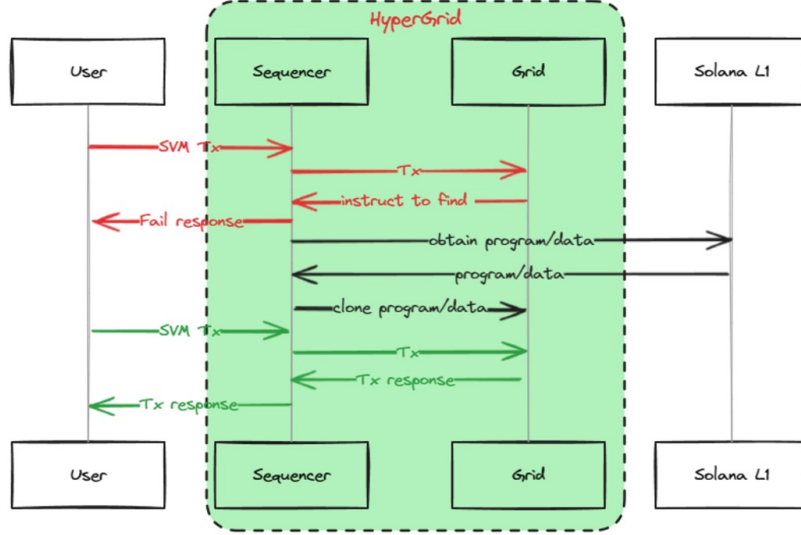 HyperGrid
User
Sequencer
Grid
Solana L1
SVM Tx
Tx
instruct to find
Fail response
obtain program/data
program/data
clone program/data
SVM Tx
Tx
Tx response
Tx response
User
Sequencer
Grid
Solana L1